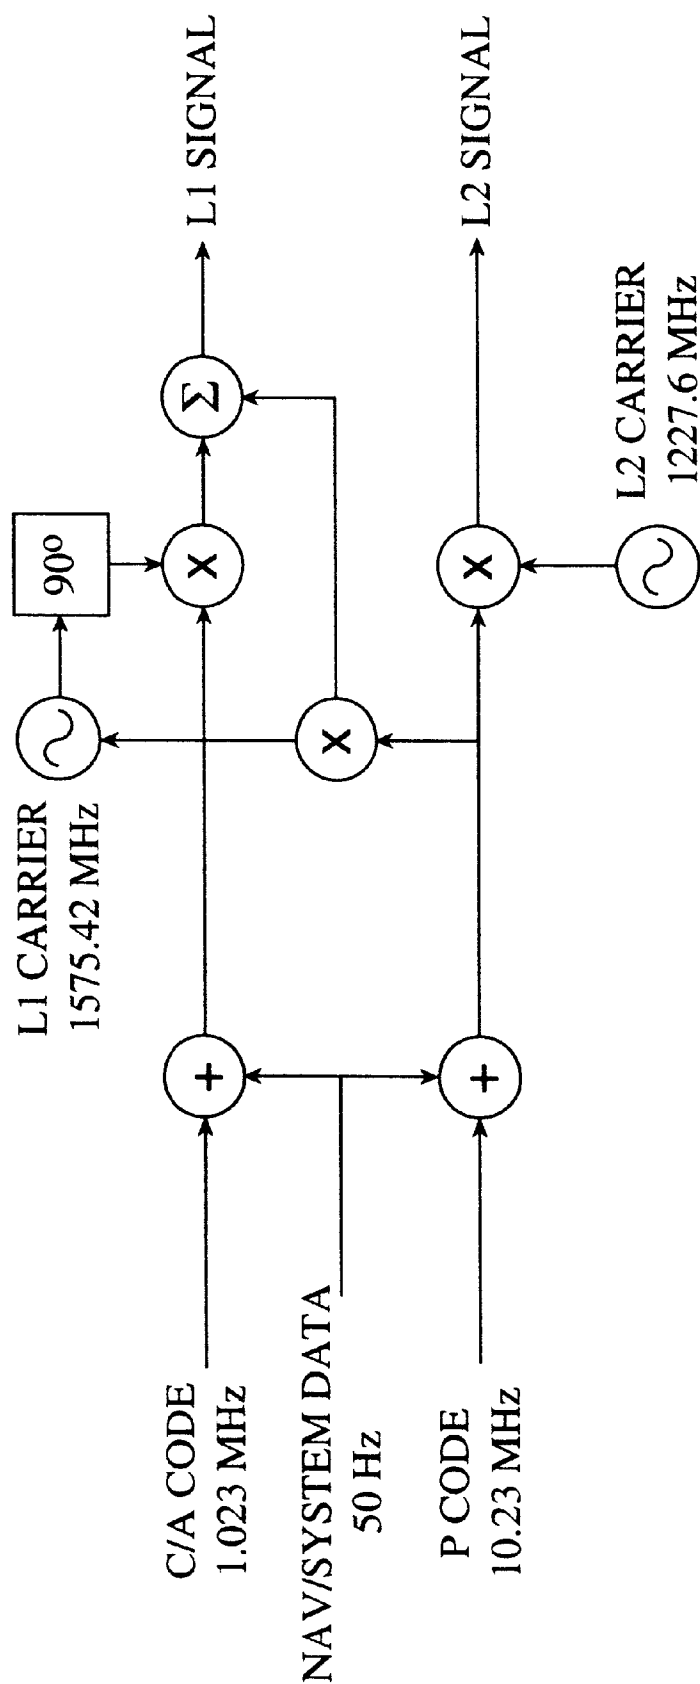 L1 CARRIER
1575.42 MHz
90º
X
Σ
L1 SIGNAL
C/A CODE
1.023 MHz
+
NAV/SYSTEM DATA
50 Hz
X
P CODE
10.23 MHz
+
X
L2 SIGNAL
L2 CARRIER
1227.6 MHz